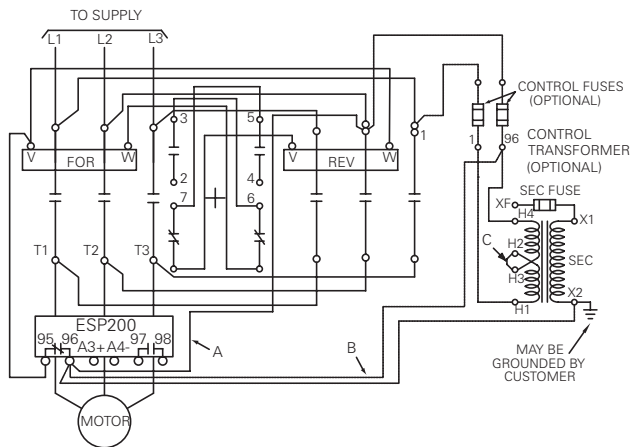 TO SUPPLY
L1 L2 L3
3 5
1
CONTROL FUSES
(OPTIONAL)
V FOR W
V REV W
1 96
CONTROL
TRANSFORMER
(OPTIONAL)
2 4
7 6
SEC FUSE
XF
H4 X1
C H2
H3 SEC
H1 X2
T1 T2 T3
ESP200
95 96 A3+ A4- 97 98
A
B
MAY BE
GROUNDED BY
CUSTOMER
MOTOR